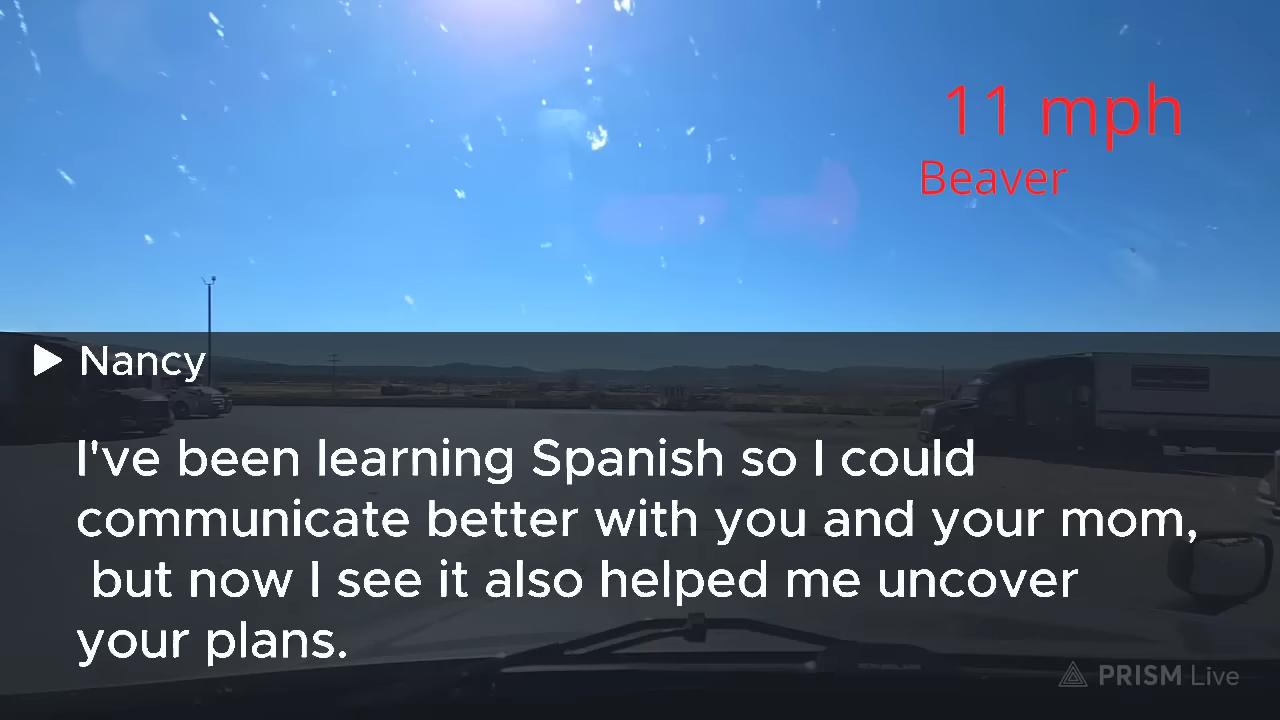 11 mph
Beaver
Nancy
I've been learning Spanish so I could
communicate better with you and your mom,
but now I see it also helped me uncover
your plans.
PRISM Live